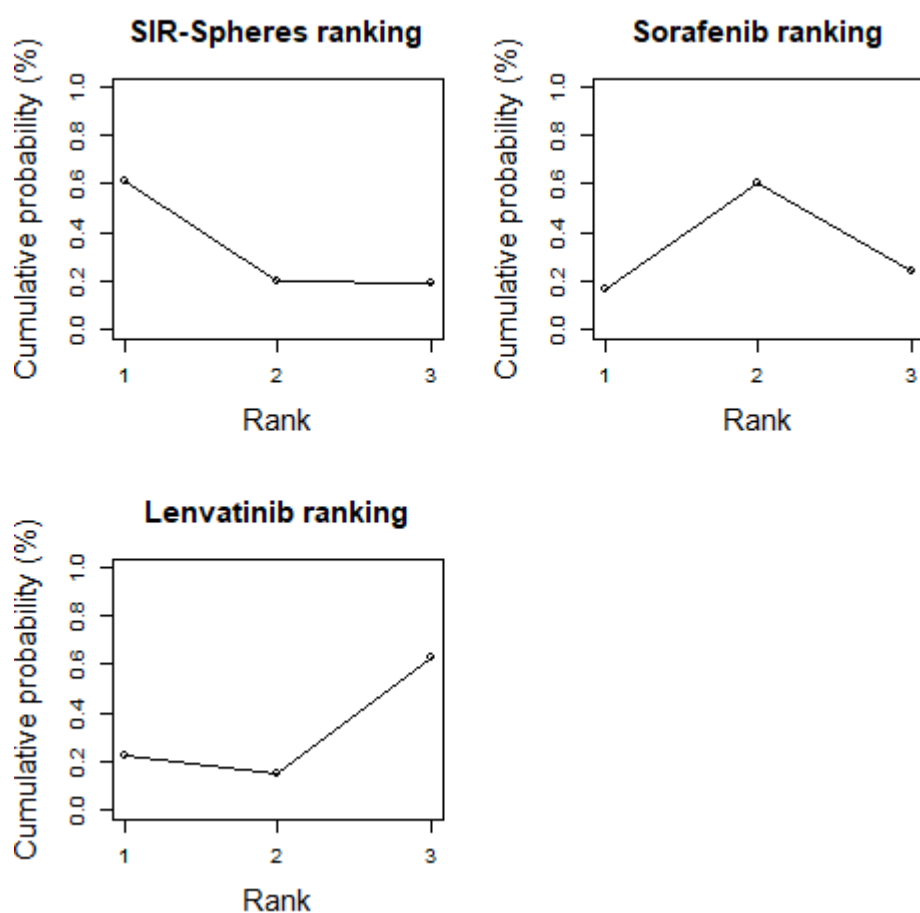 SIR-Spheres ranking
Cumulative probability (%)
1.0
0.8
0.6
0.4
0.2
0.0
1 2 3
Rank
Sorafenib ranking
Cumulative probability (%)
1.0
0.8
0.6
0.4
0.2
0.0
1 2 3
Rank
Lenvatinib ranking
Cumulative probability (%)
1.0
0.8
0.6
0.4
0.2
0.0
1 2 3
Rank